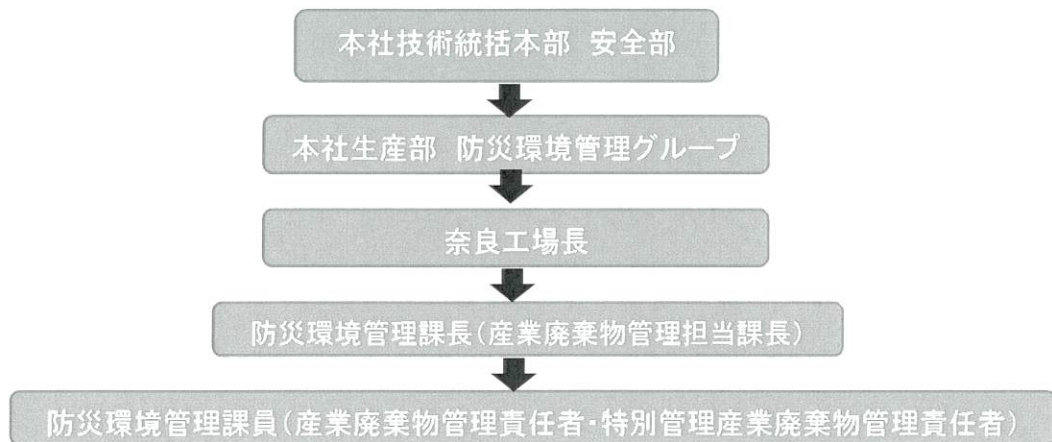 本社技術統括本部 安全部
本社生産部 防災環境管理グループ
奈良工場長
防災環境管理課長(産業廃棄物管理担当課長)
防災環境管理課員(産業廃棄物管理責任者・特別管理産業廃棄物管理責任者)